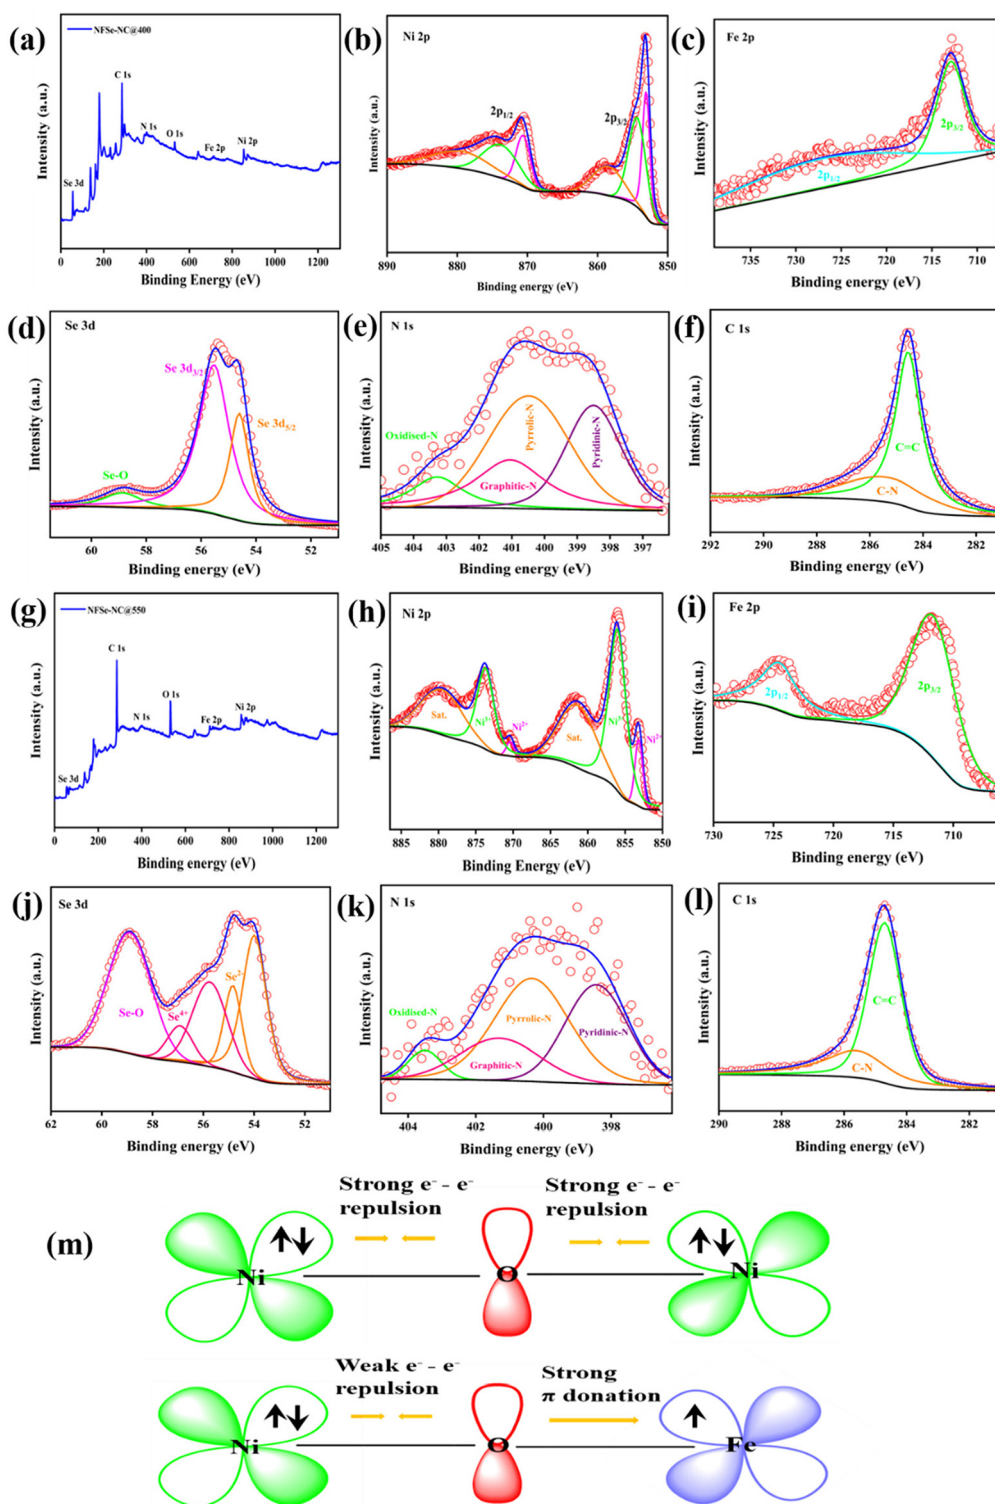 (a)
NFSe-NC@400
C 1s
N 1s
O 1s
Fe 2p
Ni 2p
Se 3d
Intensity (a.u.)
0 200 400 600 800 1000 1200
Binding Energy (eV)
(b)
Ni 2p
2p1/2
2p3/2
Intensity (a.u.)
890 880 870 860 850
Binding energy (eV)
(c)
Fe 2p
2p3/2
2p1/2
Intensity (a.u.)
735 730 725 720 715 710
Binding energy (eV)
(d)
Se 3d
Se 3d3/2
Se 3d5/2
Se-O
Intensity (a.u.)
60 58 56 54 52
Binding energy (eV)
(e)
N 1s
Oxidised-N
Pyrrolic-N
Graphitic-N
Pyridinic-N
Intensity (a.u.)
405 404 403 402 401 400 399 398 397
Binding energy (eV)
(f)
C 1s
C=C
C-N
Intensity (a.u.)
292 290 288 286 284 282
Binding energy (eV)
(g)
NFSe-NC@550
C 1s
O 1s
N 1s
Fe 2p
Ni 2p
Se 3d
Intensity (a.u.)
0 200 400 600 800 1000 1200
Binding energy (eV)
(h)
Ni 2p
Sat.
Ni3+
Ni2+
Sat.
Ni3+
Ni2+
Intensity (a.u.)
885 880 875 870 865 860 855 850
Binding Energy (eV)
(i)
Fe 2p
2p1/2
2p3/2
Intensity (a.u.)
730 725 720 715 710
Binding energy (eV)
(j)
Se 3d
Se-O
Se4+
Se2-
Intensity (a.u.)
62 60 58 56 54 52
Binding energy (eV)
(k)
N 1s
Oxidised-N
Pyrrolic-N
Graphitic-N
Pyridinic-N
Intensity (a.u.)
404 402 400 398
Binding energy (eV)
(l)
C 1s
C=C
C-N
Intensity (a.u.)
290 288 286 284 282
Binding energy (eV)
(m)
Strong e⁻ - e⁻
repulsion
Strong e⁻ - e⁻
repulsion
Ni O Ni
Weak e⁻ - e⁻
repulsion
Strong
π donation
Ni O Fe